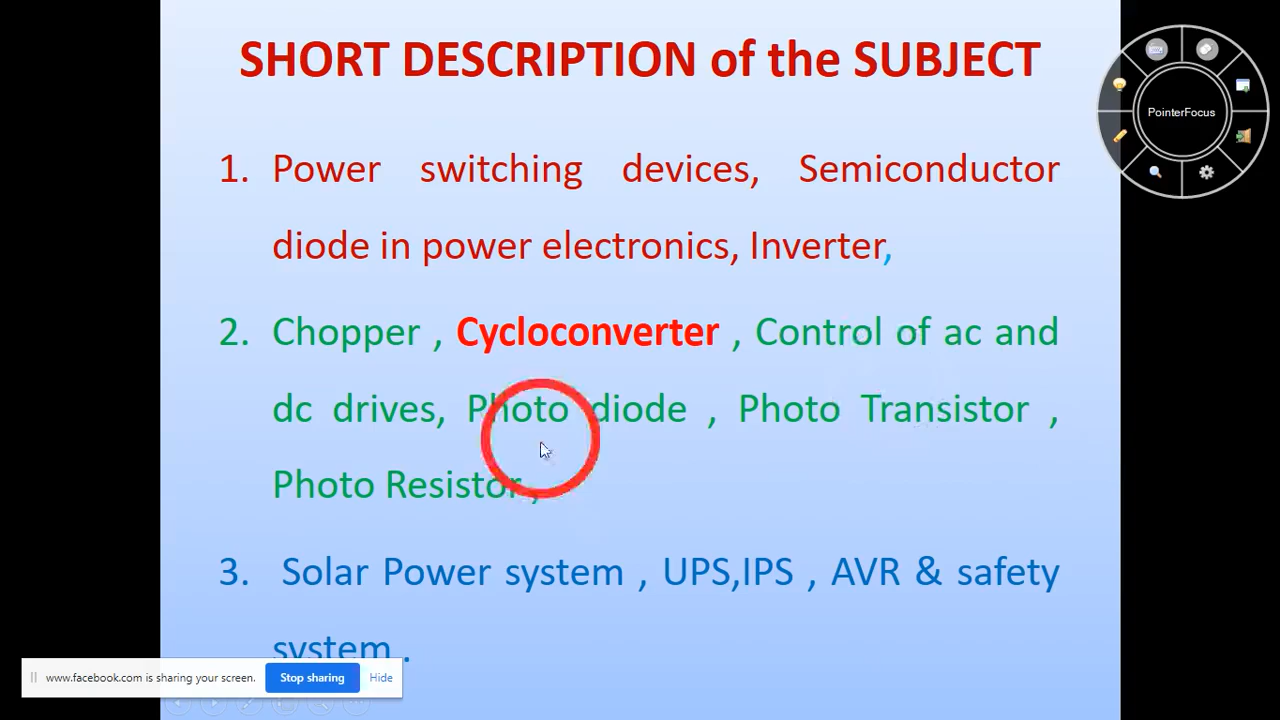 SHORT DESCRIPTION of the SUBJECT
PointerFocus
1. Power switching devices, Semiconductor
diode in power electronics, Inverter,
2. Chopper , Cycloconverter , Control of ac and
dc drives, Photo diode , Photo Transistor ,
Photo Resistor ,
3. Solar Power system , UPS,IPS , AVR & safety
system .
www.facebook.com is sharing your screen. Stop sharing Hide